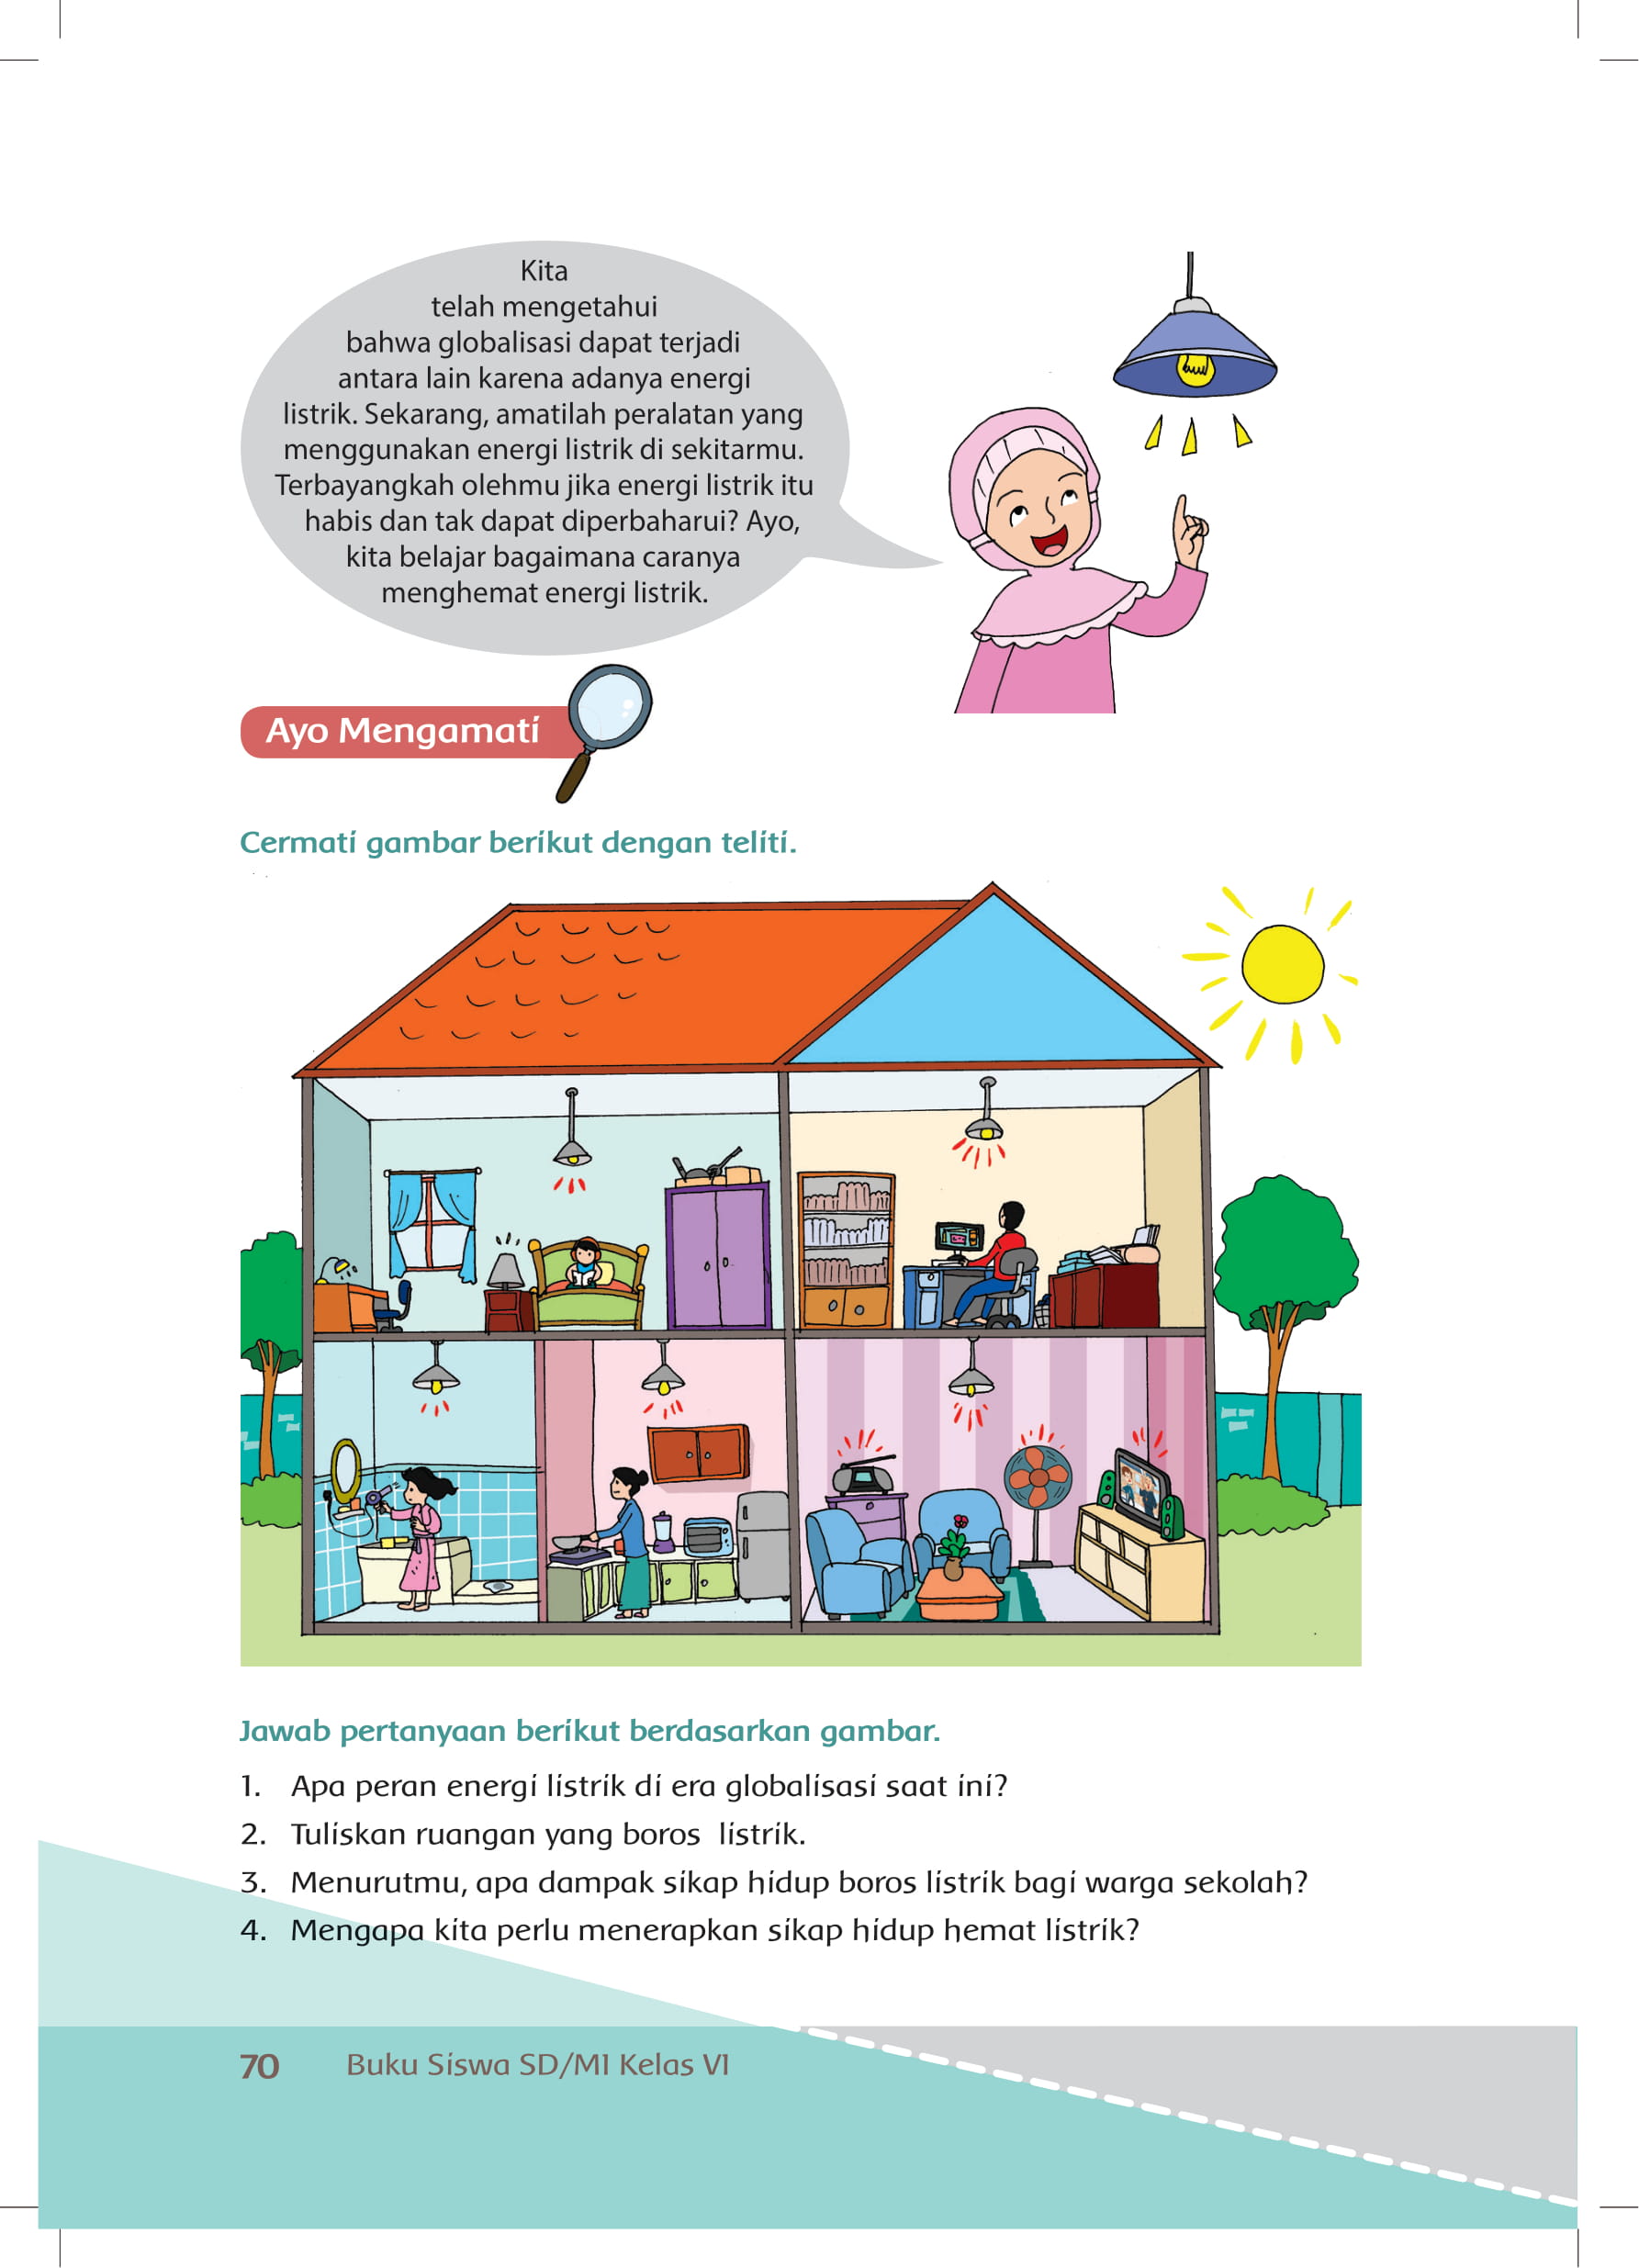 Kita
telah mengetahui
bahwa globalisasi dapat terjadi
antara lain karena adanya energi
listrik. Sekarang, amatilah peralatan yang
menggunakan energi listrik di sekitarmu.
Terbayangkah olehmu jika energi listrik itu
habis dan tak dapat diperbaharui? Ayo,
kita belajar bagaimana caranya
menghemat energi listrik.
Ayo Mengamati
Cermati gambar berikut dengan teliti.
Jawab pertanyaan berikut berdasarkan gambar.
1. Apa peran energi listrik di era globalisasi saat ini?
2. Tuliskan ruangan yang boros listrik.
3. Menurutmu, apa dampak sikap hidup boros listrik bagi warga sekolah?
4. Mengapa kita perlu menerapkan sikap hidup hemat listrik?
70 Buku Siswa SD/MI Kelas VI